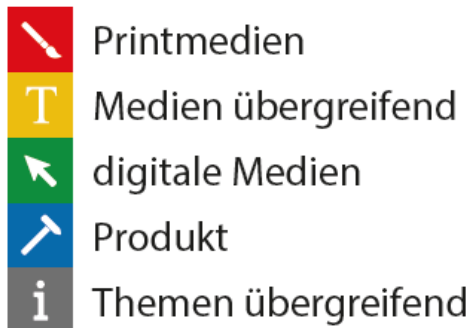 Printmedien
T Medien übergreifend
digitale Medien
Produkt
i Themen übergreifend